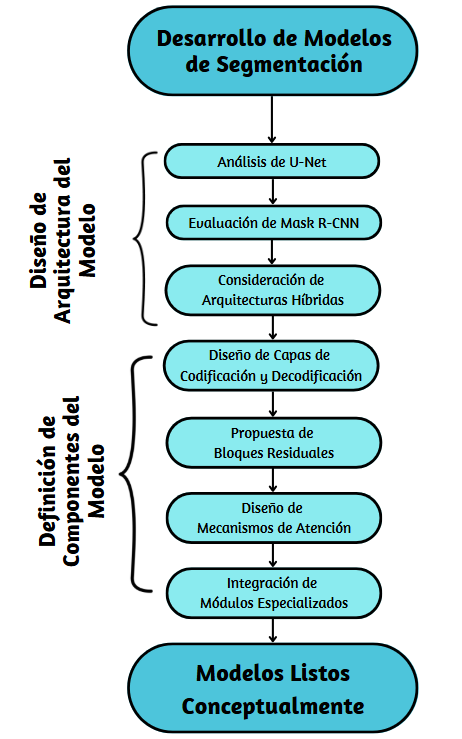 Desarrollo de Modelos
de Segmentación
Diseño de
Arquitectura del
Modelo
Análisis de U-Net
Evaluación de Mask R-CNN
Consideración de
Arquitecturas Híbridas
Definición de
Componentes del
Modelo
Diseño de Capas de
Codificación y Decodificación
Propuesta de
Bloques Residuales
Diseño de
Mecanismos de Atención
Integración de
Módulos Especializados
Modelos Listos
Conceptualmente